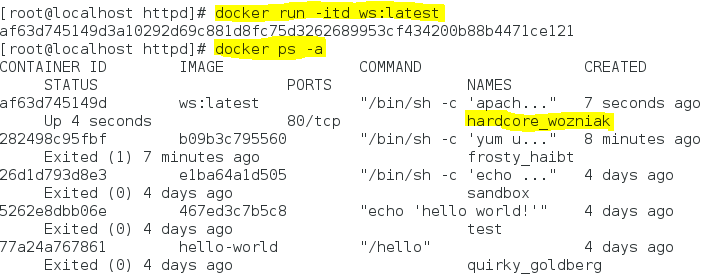 [root@localhost httpd]# docker run -itd ws:latest
af63d745149d3a10292d69c881d8fc75d3262689953cf434200b88b4471ce121
[root@localhost httpd]# docker ps -a
CONTAINER ID IMAGE COMMAND CREATED
STATUS PORTS NAMES
af63d745149d ws:latest "/bin/sh -c 'apach..." 7 seconds ago
Up 4 seconds 80/tcp hardcore_wozniak
282498c95fbf b09b3c795560 "/bin/sh -c 'yum u..." 8 minutes ago
Exited (1) 7 minutes ago frosty_haibt
26d1d793d8e3 e1ba64a1d505 "/bin/sh -c 'echo ..." 4 days ago
Exited (0) 4 days ago sandbox
5262e8dbb06e 467ed3c7b5c8 "echo 'hello world!'" 4 days ago
Exited (0) 4 days ago test
77a24a767861 hello-world "/hello" 4 days ago
Exited (0) 4 days ago quirky_goldberg